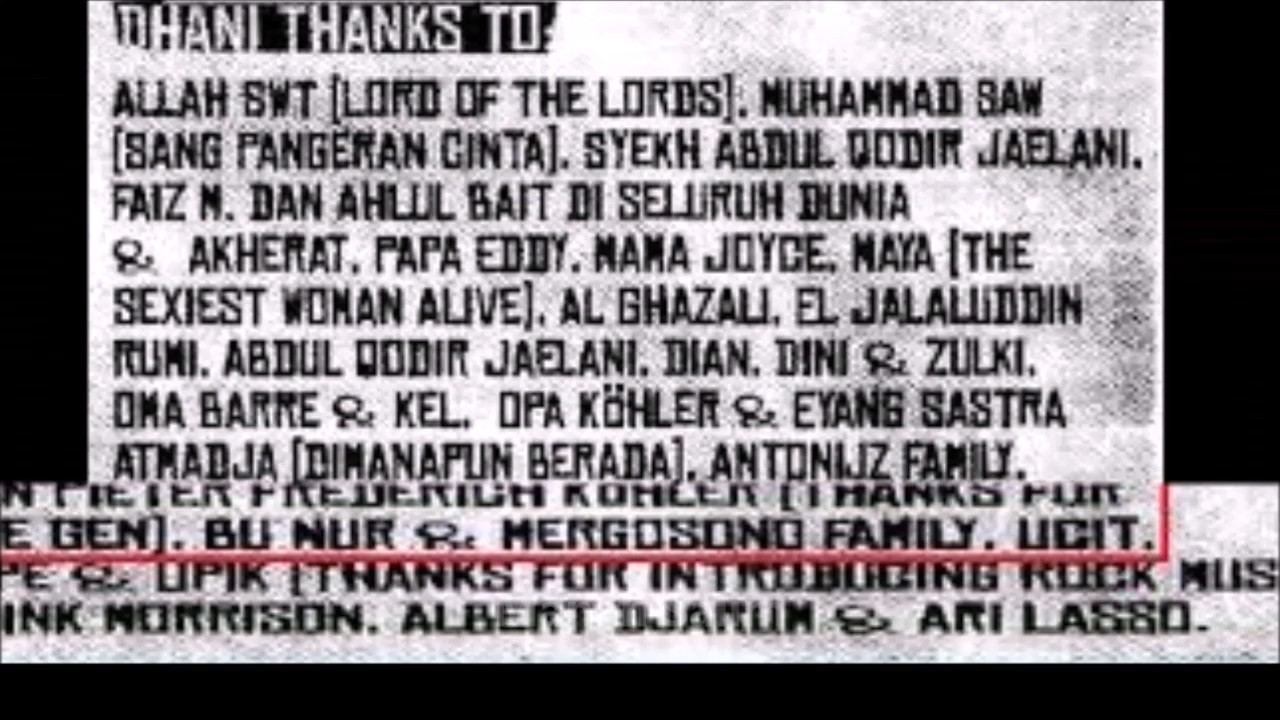 DHANI THANKS TO:
ALLAH SWT [LORD OF THE LORDS], MUHAMMAD SAW
[SANG PANGERAN CINTA], SYEKH ABDUL QODIR JAELANI,
FAIZ M. DAN AHLUL BAIT DI SELURUH DUNIA
& AKHERAT, PAPA EDDY, MAMA JOYCE, MAYA [THE
SEXIEST WOMAN ALIVE], AL GHAZALI, EL JALALUDDIN
RUMI, ABDUL QODIR JAELANI, DIAN, DINI & ZULKI,
OMA BARRE & KEL, OPA KÖHLER & EYANG SASTRA
ATMADJA [DIMANAPUN BERADA], ANTONIJZ FAMILY,
N PIETER FREDERICH KOHLER [THANKS FOR
E GEN], BU NUR & MERGOSONO FAMILY, UCIT,
PE & OPIK [THANKS FOR INTRODUCING ROCK MUS
INK MORRISON, ALBERT DJARUM & ARI LASSO.